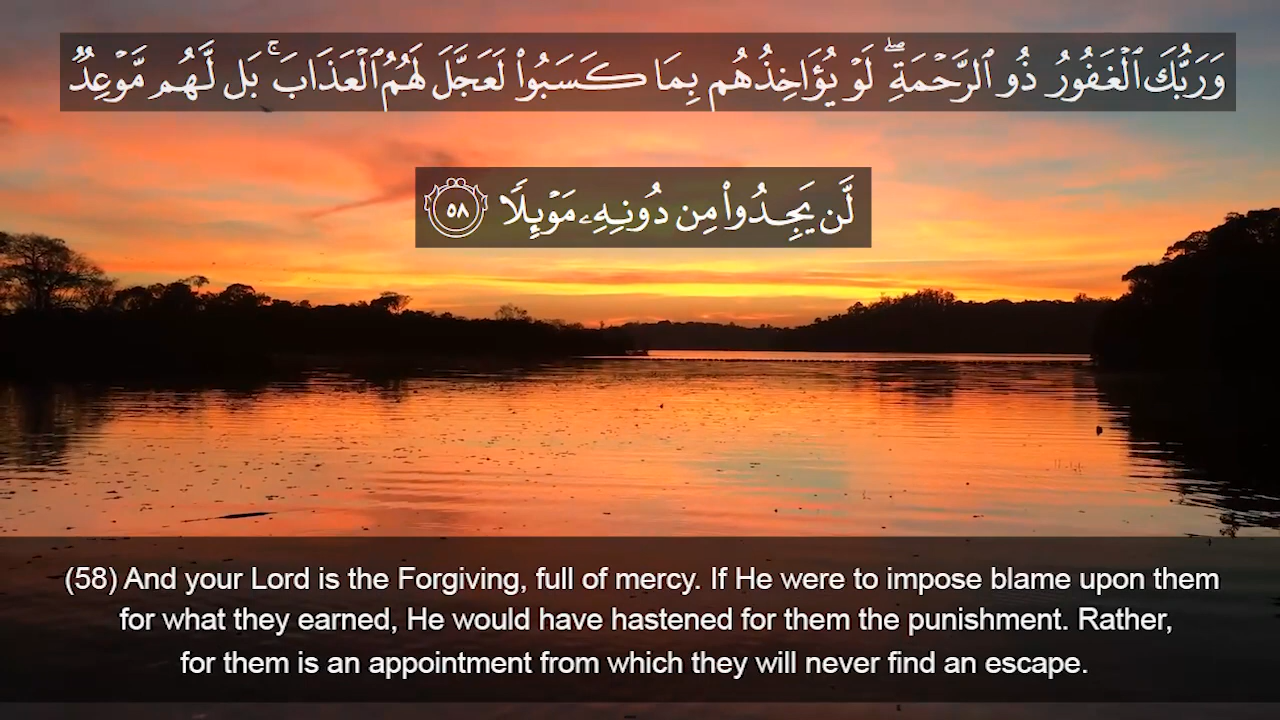 وَرَبُّكَ ٱلْغَفُورُ ذُو ٱلرَّحْمَةِ ۖ لَوْ يُؤَاخِذُهُم بِمَا كَسَبُوا۟ لَعَجَّلَ لَهُمُ ٱلْعَذَابَ ۚ بَل لَّهُم مَّوْعِدٌ
لَّن يَجِدُوا۟ مِن دُونِهِۦ مَوْئِلًا ٥٨
(58) And your Lord is the Forgiving, full of mercy. If He were to impose blame upon them
for what they earned, He would have hastened for them the punishment. Rather,
for them is an appointment from which they will never find an escape.